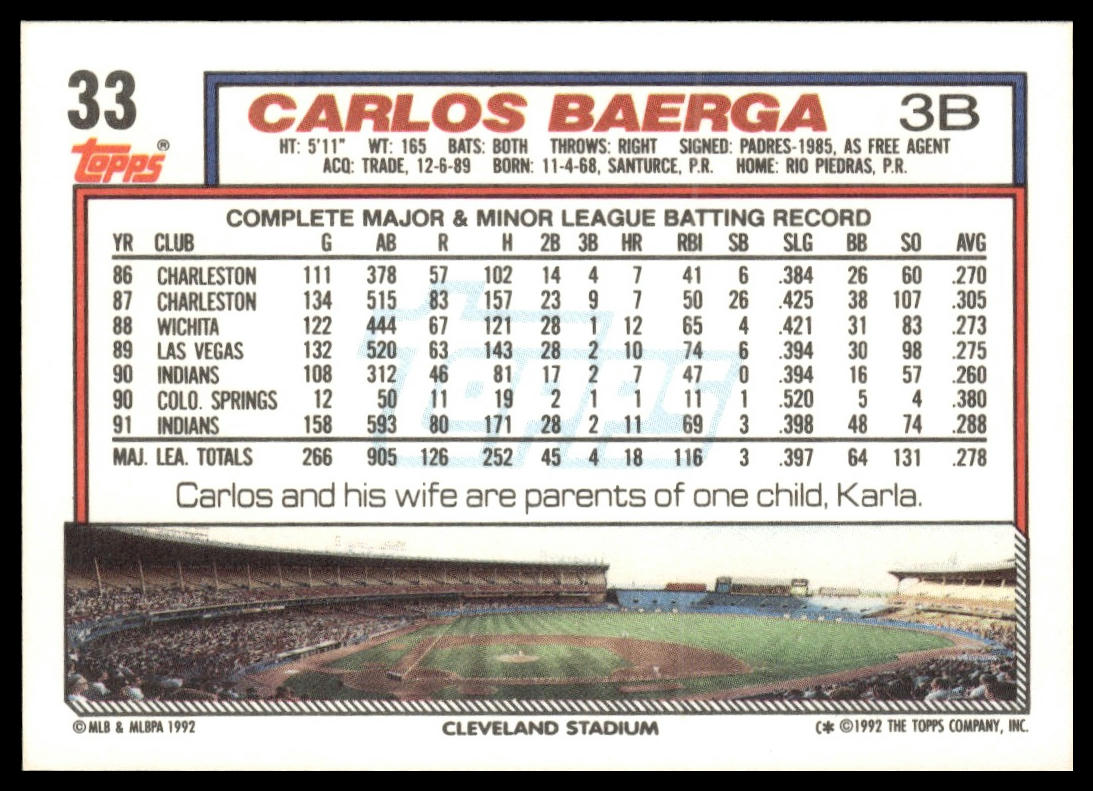 33
Topps®
CARLOS BAERGA 3B
HT: 5'11" WT: 165 BATS: BOTH THROWS: RIGHT SIGNED: PADRES-1985, AS FREE AGENT
ACQ: TRADE, 12-6-89 BORN: 11-4-68, SANTURCE, P.R. HOME: RIO PIEDRAS, P.R.
COMPLETE MAJOR & MINOR LEAGUE BATTING RECORD
YR CLUB G AB R H 2B 3B HR RBI SB SLG BB SO AVG
86 CHARLESTON 111 378 57 102 14 4 7 41 6 .384 26 60 .270
87 CHARLESTON 134 515 83 157 23 9 7 50 26 .425 38 107 .305
88 WICHITA 122 444 67 121 28 1 12 65 4 .421 31 83 .273
89 LAS VEGAS 132 520 63 143 28 2 10 74 6 .394 30 98 .275
90 INDIANS 108 312 46 81 17 2 7 47 0 .394 16 57 .260
90 COLO. SPRINGS 12 50 11 19 2 1 1 11 1 .520 5 4 .380
91 INDIANS 158 593 80 171 28 2 11 69 3 .398 48 74 .288
MAJ. LEA. TOTALS 266 905 126 252 45 4 18 116 3 .397 64 131 .278
Carlos and his wife are parents of one child, Karla.
© MLB & MLBPA 1992 CLEVELAND STADIUM C* ©1992 THE TOPPS COMPANY, INC.